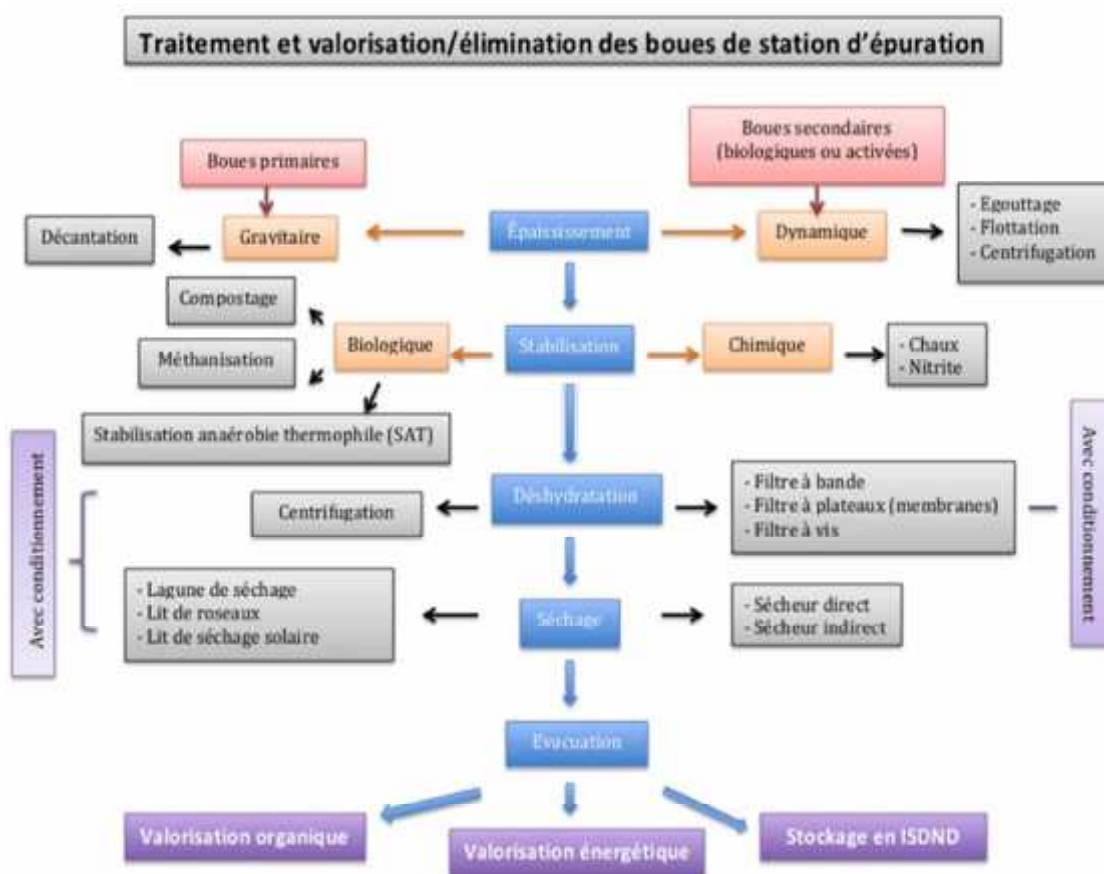 Traitement et valorisation/élimination des boues de station d'épuration
Boues primaires
Boues secondaires
(biologiques ou activées)
Décantation
Gravitaire
Épaississement
Dynamique
- Egouttage
- Flottation
- Centrifugation
Compostage
Méthanisation
Biologique
Stabilisation
Chimique
- Chaux
- Nitrite
Stabilisation anaérobie thermophile (SAT)
Avec conditionnement
Centrifugation
Déshydratation
- Filtre à bande
- Filtre à plateaux (membranes)
- Filtre à vis
Avec conditionnement
- Lagune de séchage
- Lit de roseaux
- Lit de séchage solaire
Séchage
- Sécheur direct
- Sécheur indirect
Evucuation
Valorisation organique
Valorisation énergétique
Stockage en ISDND